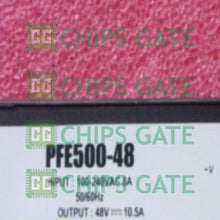 CHIPS GATE
CHIPS GATE
PFE500-48
INPUT : 100-240VAC 8A
50/60Hz
OUTPUT : 48V ⎓ 10.5A
-V
CHIPS GATE